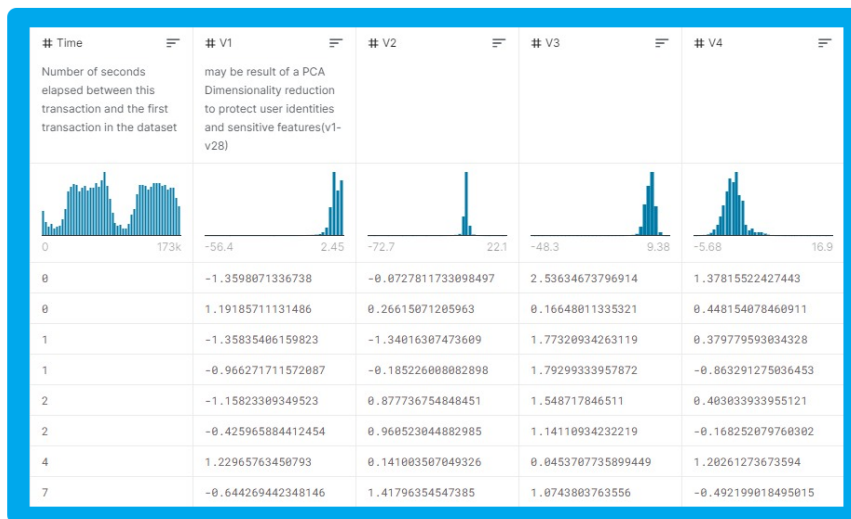 # Time # V1 # V2 # V3 # V4
Number of seconds
elapsed between this
transaction and the first
transaction in the dataset
may be result of a PCA
Dimensionality reduction
to protect user identities
and sensitive features(v1-
v28)
0 173k -56.4 2.45 -72.7 22.1 -48.3 9.38 -5.68 16.9
0 -1.3598071336738 -0.0727811733098497 2.53634673796914 1.37815522427443
0 1.19185711131486 0.26615071205963 0.16648011335321 0.448154078460911
1 -1.35835406159823 -1.34016307473609 1.77320934263119 0.379779593034328
1 -0.966271711572087 -0.185226008082898 1.79299333957872 -0.863291275036453
2 -1.15823309349523 0.877736754848451 1.548717846511 0.403033933955121
2 -0.425965884412454 0.960523044882985 1.14110934232219 -0.168252079760302
4 1.22965763450793 0.141003507049326 0.0453707735899449 1.20261273673594
7 -0.644269442348146 1.41796354547385 1.0743803763556 -0.492199018495015